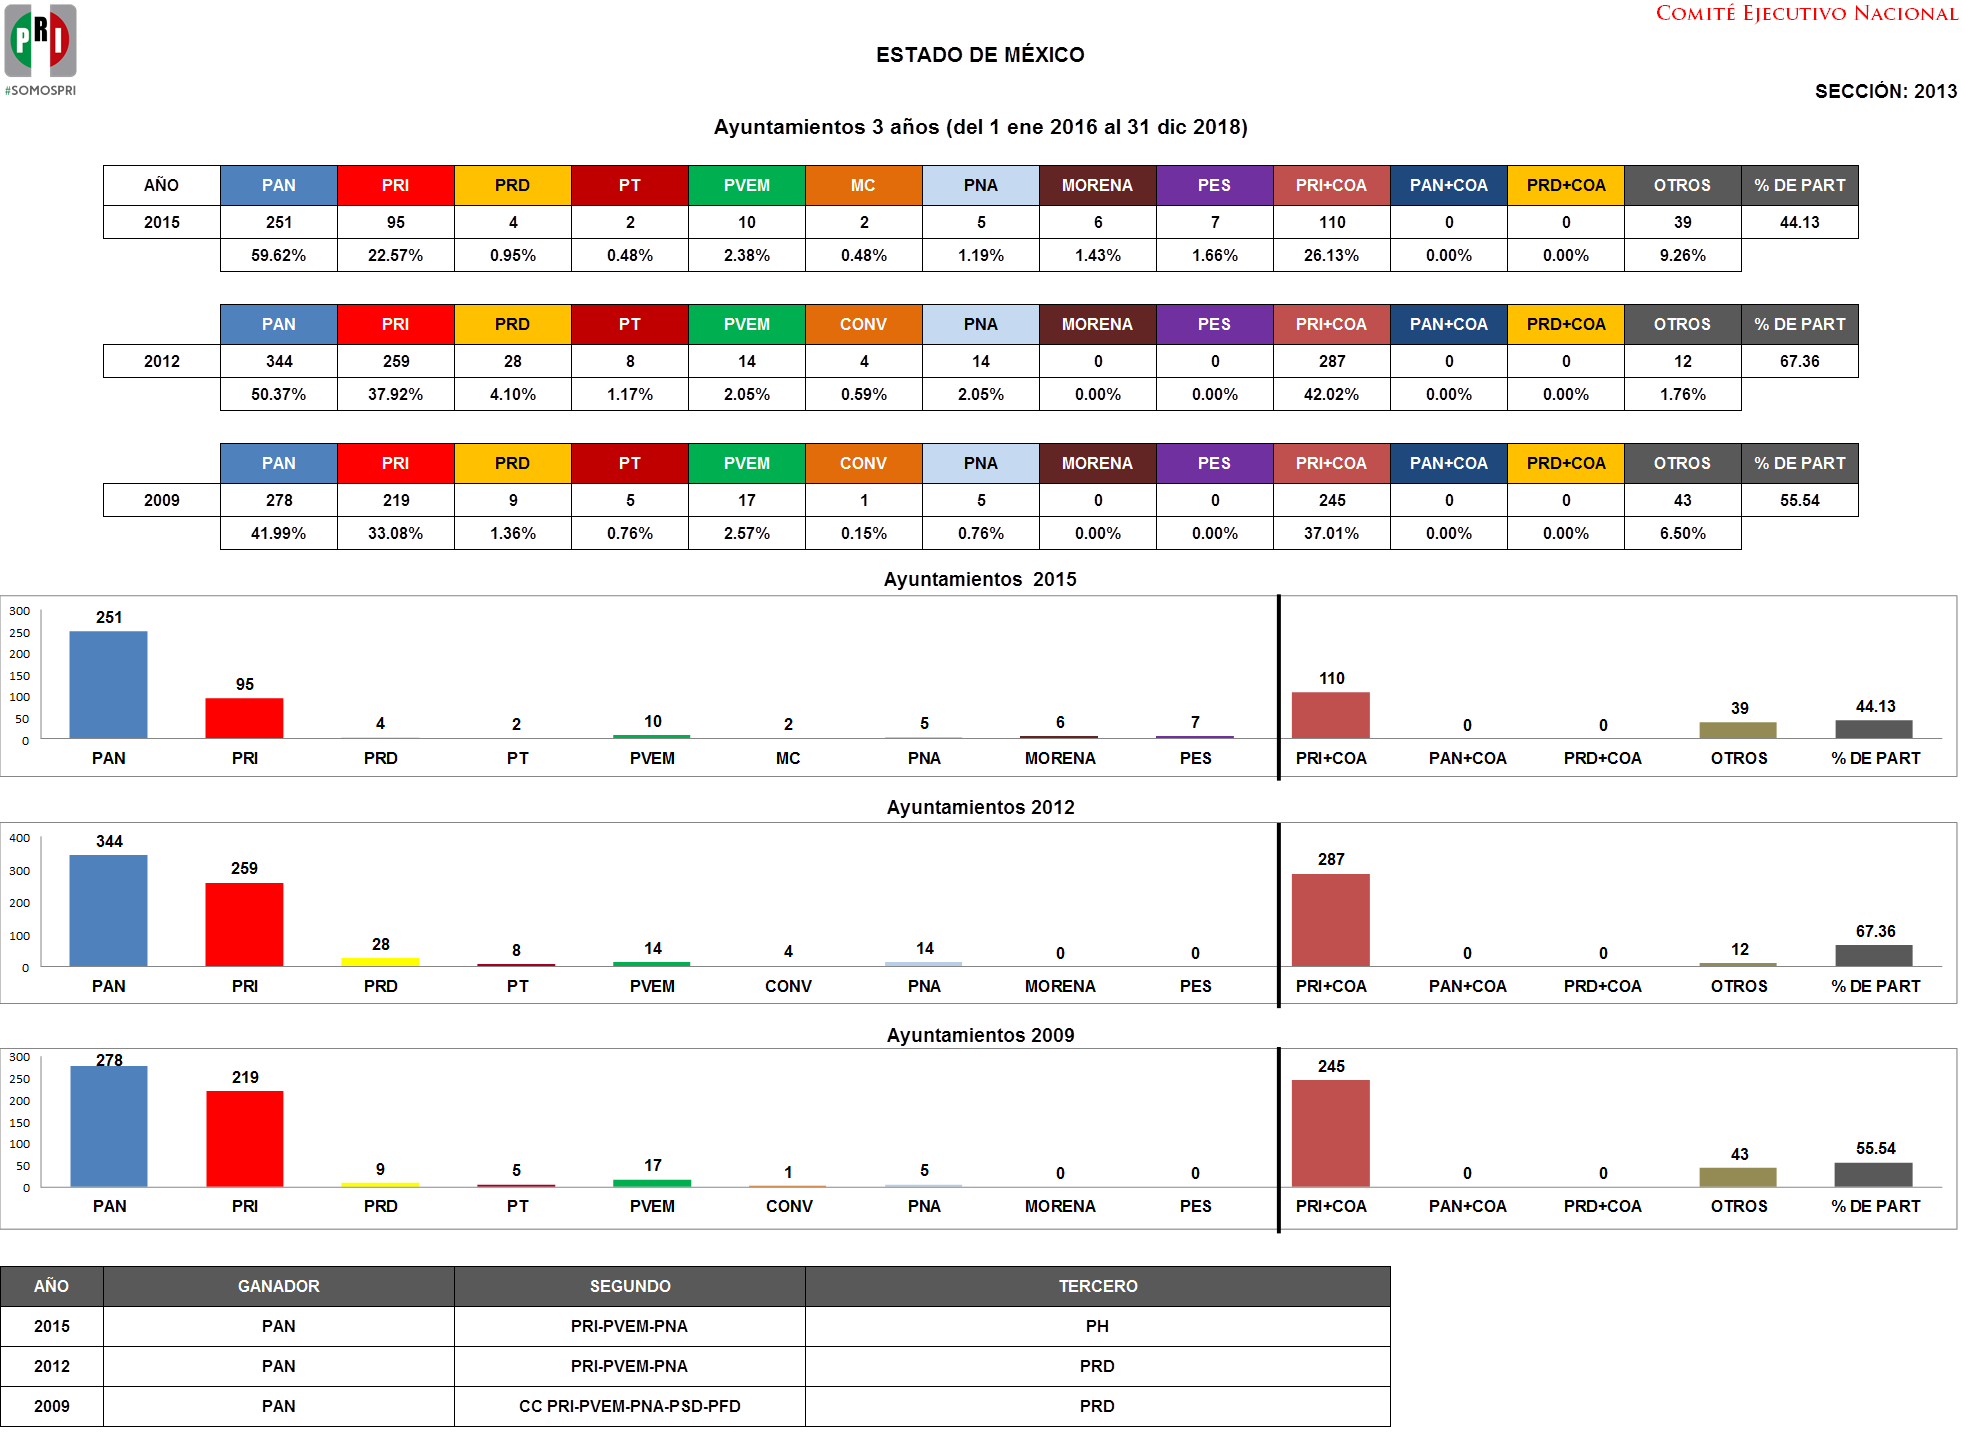 PRI
#SOMOSPRI
COMITÉ EJECUTIVO NACIONAL
ESTADO DE MÉXICO
SECCIÓN: 2013
Ayuntamientos 3 años (del 1 ene 2016 al 31 dic 2018)
AÑO PAN PRI PRD PT PVEM MC PNA MORENA PES PRI+COA PAN+COA PRD+COA OTROS % DE PART
2015 251 95 4 2 10 2 5 6 7 110 0 0 39 44.13
59.62% 22.57% 0.95% 0.48% 2.38% 0.48% 1.19% 1.43% 1.66% 26.13% 0.00% 0.00% 9.26%
PAN PRI PRD PT PVEM CONV PNA MORENA PES PRI+COA PAN+COA PRD+COA OTROS % DE PART
2012 344 259 28 8 14 4 14 0 0 287 0 0 12 67.36
50.37% 37.92% 4.10% 1.17% 2.05% 0.59% 2.05% 0.00% 0.00% 42.02% 0.00% 0.00% 1.76%
PAN PRI PRD PT PVEM CONV PNA MORENA PES PRI+COA PAN+COA PRD+COA OTROS % DE PART
2009 278 219 9 5 17 1 5 0 0 245 0 0 43 55.54
41.99% 33.08% 1.36% 0.76% 2.57% 0.15% 0.76% 0.00% 0.00% 37.01% 0.00% 0.00% 6.50%
Ayuntamientos 2015
300
250
200
150
100
50
0
251 95 4 2 10 2 5 6 7 110 0 0 39 44.13
PAN PRI PRD PT PVEM MC PNA MORENA PES PRI+COA PAN+COA PRD+COA OTROS % DE PART
Ayuntamientos 2012
400
300
200
100
0
344 259 28 8 14 4 14 0 0 287 0 0 12 67.36
PAN PRI PRD PT PVEM CONV PNA MORENA PES PRI+COA PAN+COA PRD+COA OTROS % DE PART
Ayuntamientos 2009
300
250
200
150
100
50
0
278 219 9 5 17 1 5 0 0 245 0 0 43 55.54
PAN PRI PRD PT PVEM CONV PNA MORENA PES PRI+COA PAN+COA PRD+COA OTROS % DE PART
AÑO GANADOR SEGUNDO TERCERO
2015 PAN PRI-PVEM-PNA PH
2012 PAN PRI-PVEM-PNA PRD
2009 PAN CC PRI-PVEM-PNA-PSD-PFD PRD